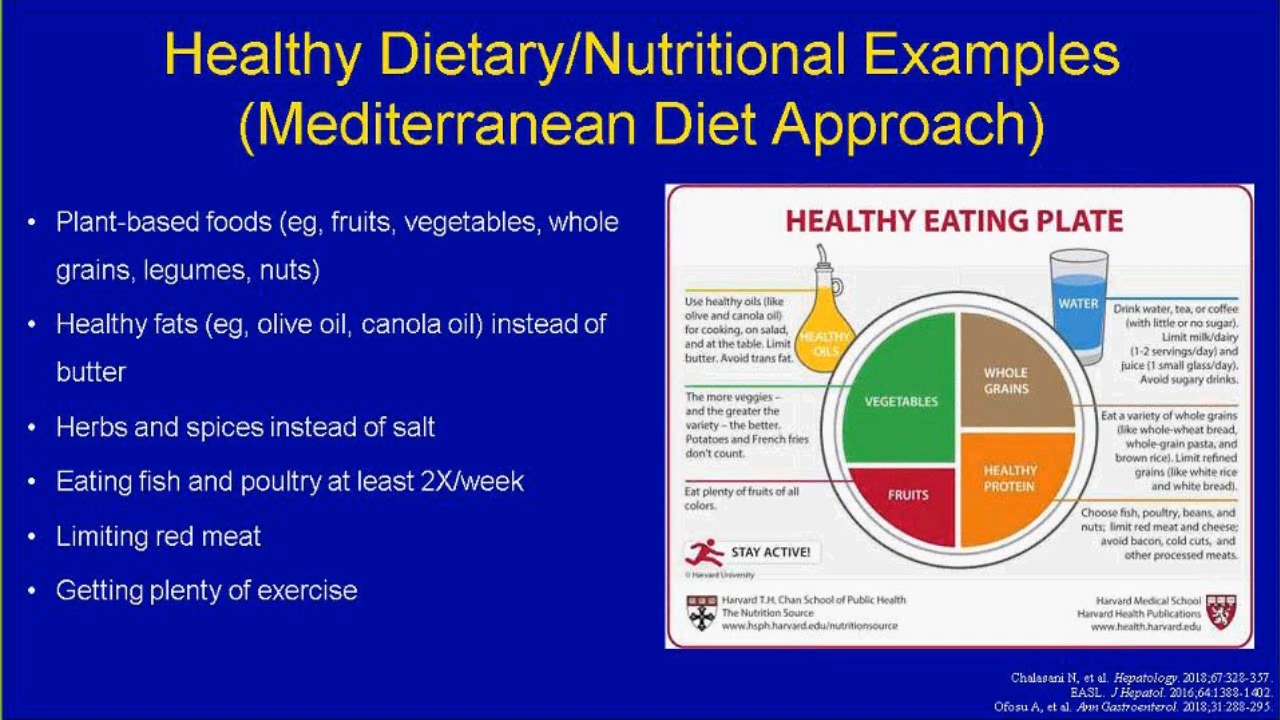 Healthy Dietary/Nutritional Examples
(Mediterranean Diet Approach)
• Plant-based foods (eg, fruits, vegetables, whole
grains, legumes, nuts)
• Healthy fats (eg, olive oil, canola oil) instead of
butter
• Herbs and spices instead of salt
• Eating fish and poultry at least 2X/week
• Limiting red meat
• Getting plenty of exercise
HEALTHY EATING PLATE
Use healthy oils (like
olive and canola oil)
for cooking, on salad,
and at the table. Limit
butter. Avoid trans fat.
HEALTHY
OILS
The more veggies –
and the greater the
variety – the better.
Potatoes and French fries
don't count.
Eat plenty of fruits of all
colors.
VEGETABLES
FRUITS
WHOLE
GRAINS
HEALTHY
PROTEIN
WATER
Drink water, tea, or coffee
(with little or no sugar).
Limit milk/dairy
(1-2 servings/day) and
juice (1 small glass/day).
Avoid sugary drinks.
Eat a variety of whole grains
(like whole-wheat bread,
whole-grain pasta, and
brown rice). Limit refined
grains (like white rice
and white bread).
Choose fish, poultry, beans, and
nuts; limit red meat and cheese;
avoid bacon, cold cuts, and
other processed meats.
STAY ACTIVE!
© Harvard University
Harvard T.H. Chan School of Public Health
The Nutrition Source
www.hsph.harvard.edu/nutritionsource
Harvard Medical School
Harvard Health Publications
www.health.harvard.edu
Chalasani N, et al. Hepatology. 2018;67:328-357.
EASL. J Hepatol. 2016;64:1388-1402.
Ofosu A, et al. Ann Gastroenterol. 2018;31:288-295.